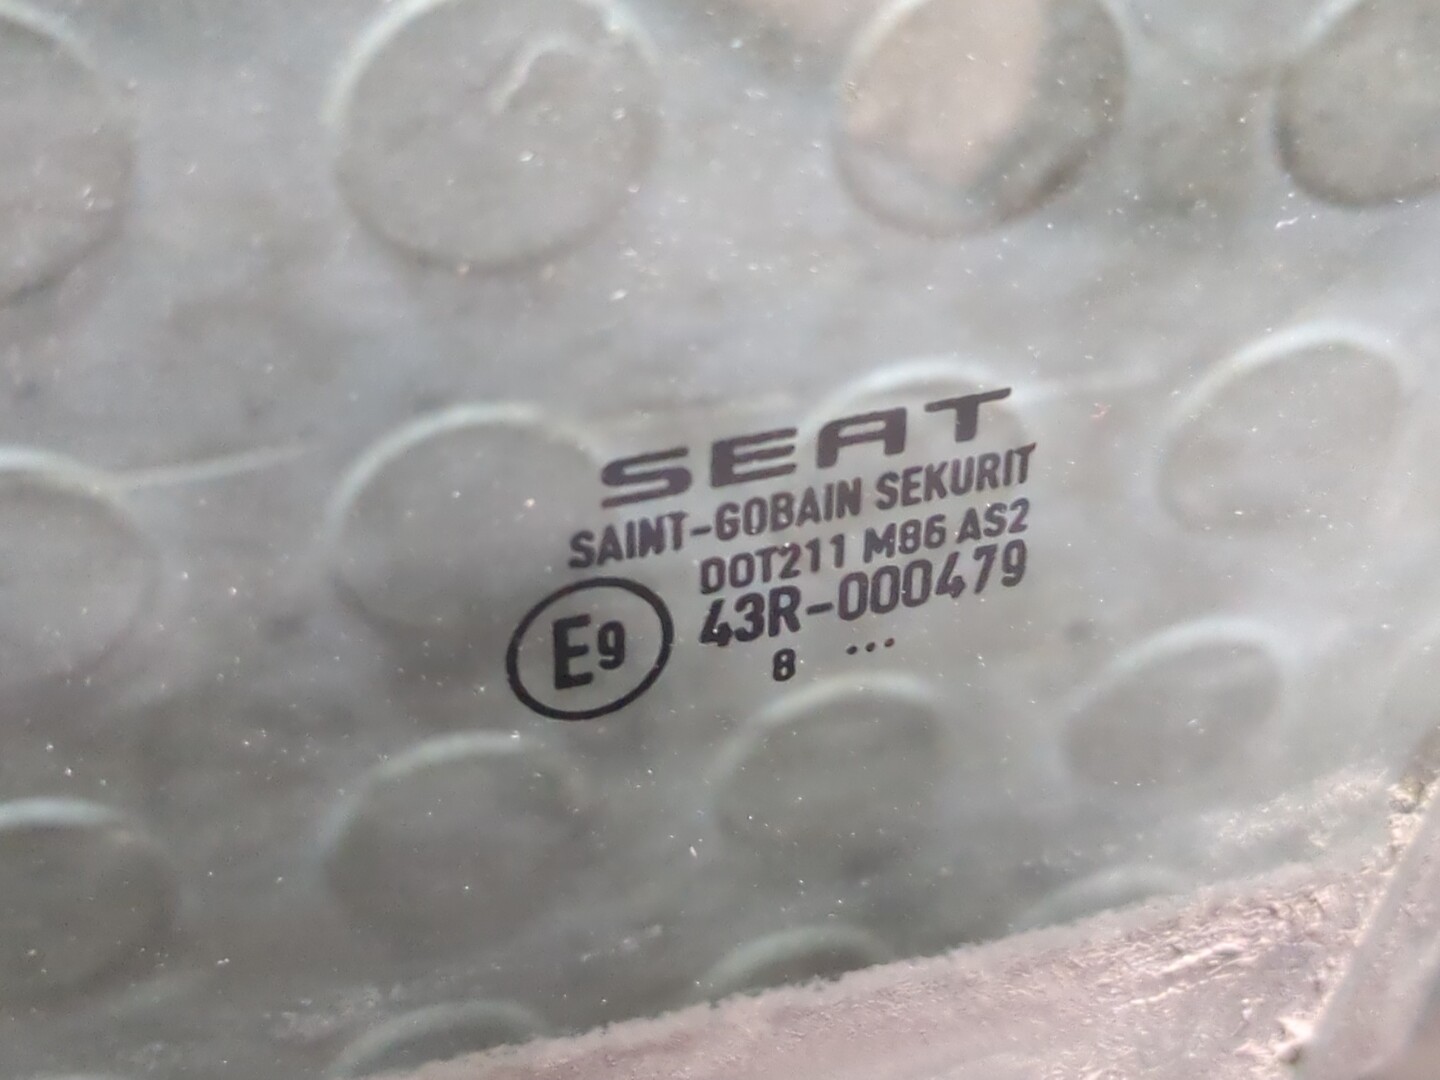 SEAT
SAINT-GOBAIN SEKURIT
DOT211 M86 AS2
43R-000479
E9
8 ...